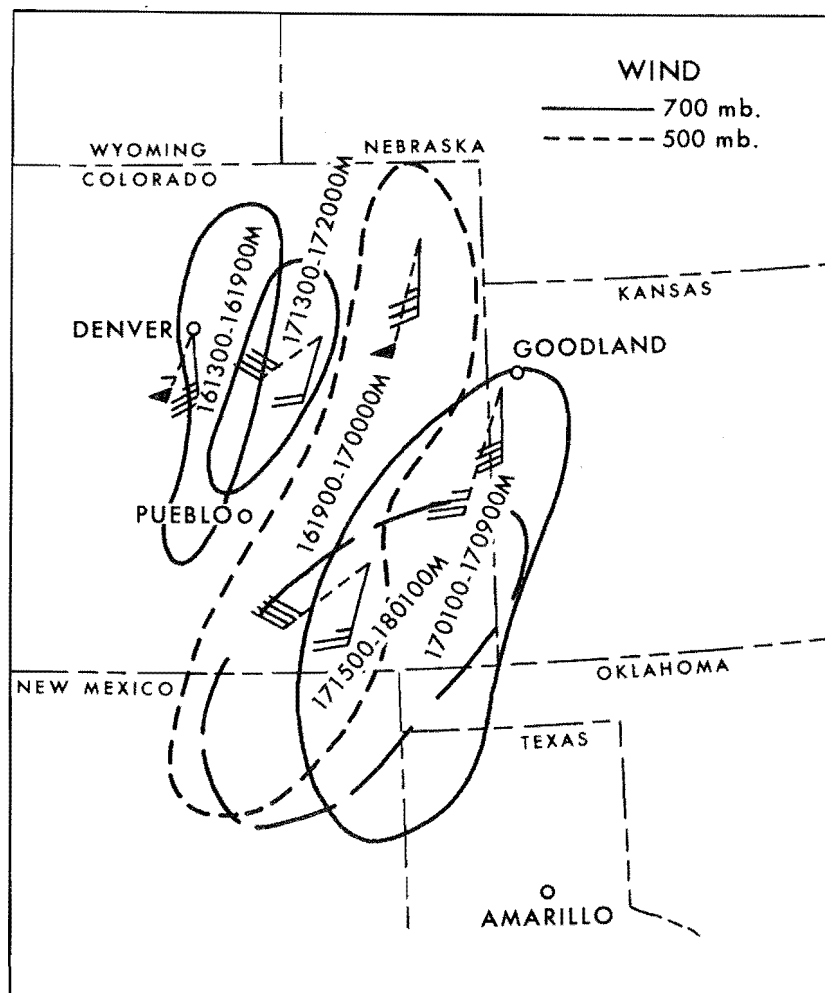 WIND
700 mb.
500 mb.
WYOMING
COLORADO
NEBRASKA
KANSAS
DENVER
161300-161900M
171300-172000M
GOODLAND
161900-170000M
PUEBLO
170100-170900M
171500-180100M
NEW MEXICO
OKLAHOMA
TEXAS
AMARILLO